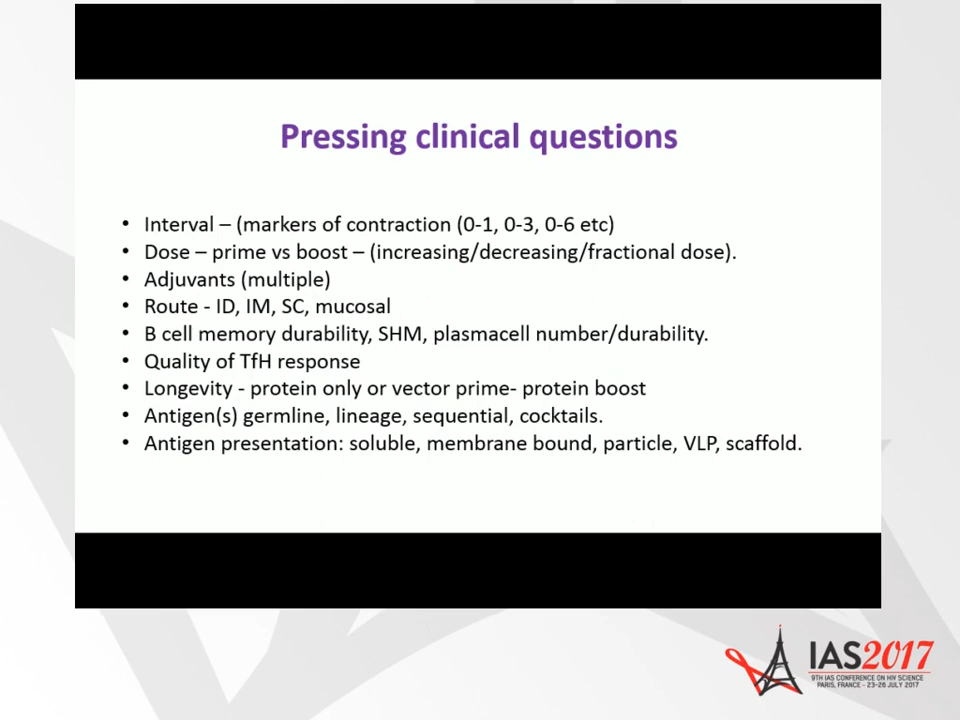 Pressing clinical questions
• Interval – (markers of contraction (0-1, 0-3, 0-6 etc)
• Dose – prime vs boost – (increasing/decreasing/fractional dose).
• Adjuvants (multiple)
• Route - ID, IM, SC, mucosal
• B cell memory durability, SHM, plasmacell number/durability.
• Quality of TfH response
• Longevity - protein only or vector prime- protein boost
• Antigen(s) germline, lineage, sequential, cocktails.
• Antigen presentation: soluble, membrane bound, particle, VLP, scaffold.
IAS2017
9TH IAS CONFERENCE ON HIV SCIENCE
PARIS, FRANCE - 23-26 JULY 2017